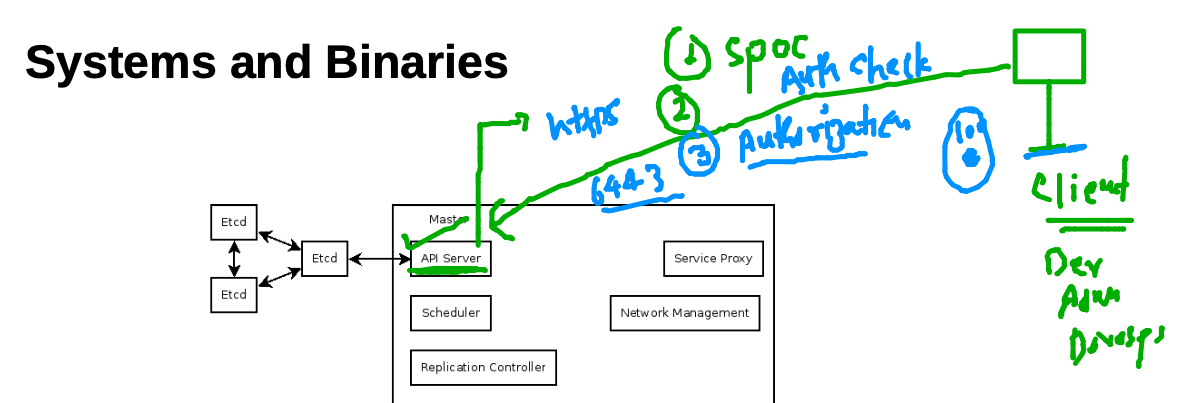 Systems and Binaries
1 SPOC
Auth Check
2
https
3 Authorization
6443
Client
Dev
Adm
Devops
Master
Etcd
Etcd
Etcd
API Server
Service Proxy
Scheduler
Network Management
Replication Controller